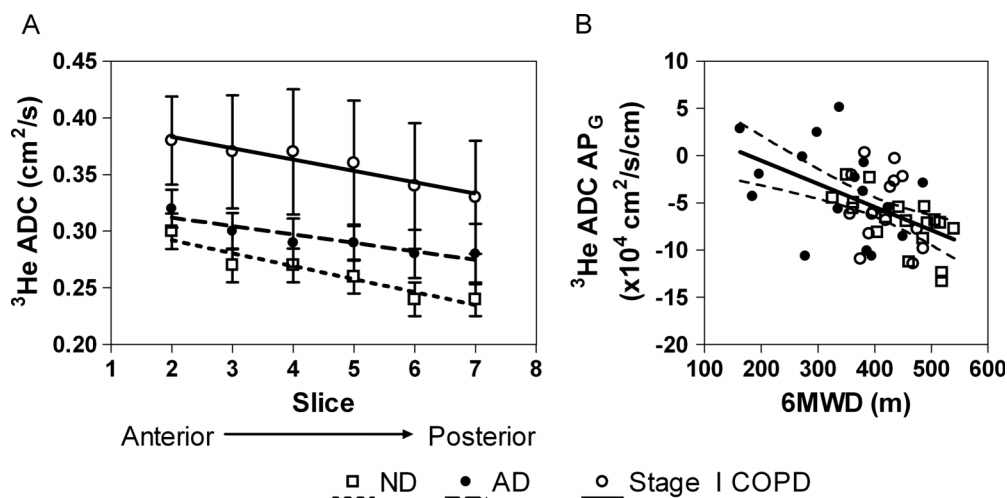 A
³He ADC (cm²/s)
0.45
0.40
0.35
0.30
0.25
0.20
1 2 3 4 5 6 7 8
Slice
Anterior Posterior
B
³He ADC AP_G
(x10⁴ cm²/s/cm)
10
5
0
-5
-10
-15
-20
100 200 300 400 500 600
6MWD (m)
ND AD Stage I COPD